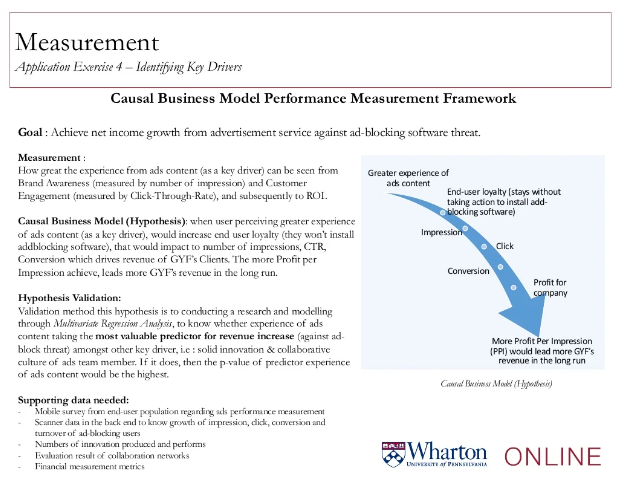 Measurement
Application Exercise 4 – Identifying Key Drivers
Causal Business Model Performance Measurement Framework
Goal : Achieve net income growth from advertisement service against ad-blocking software threat.
Measurement :
How great the experience from ads content (as a key driver) can be seen from
Brand Awareness (measured by number of impression) and Customer
Engagement (measured by Click-Through-Rate), and subsequently to ROI.
Causal Business Model (Hypothesis): when user perceiving greater experience
of ads content (as a key driver), would increase end user loyalty (they won't install
addblocking software), that would impact to number of impressions, CTR,
Conversion which drives revenue of GYF's Clients. The more Profit per
Impression achieve, leads more GYF's revenue in the long run.
Hypothesis Validation:
Validation method this hypothesis is to conducting a research and modelling
through Multivariate Regression Analysis, to know whether experience of ads
content taking the most valuable predictor for revenue increase (against ad-
block threat) amongst other key driver, i.e : solid innovation & collaborative
culture of ads team member. If it does, then the p-value of predictor experience
of ads content would be the highest.
Supporting data needed:
- Mobile survey from end-user population regarding ads performance measurement
- Scanner data in the back end to know growth of impression, click, conversion and
turnover of ad-blocking users
- Numbers of innovation produced and performs
- Evaluation result of collaboration networks
- Financial measurement metrics
Greater experience of
ads content
End-user loyalty (stays without
taking action to install add-
blocking software)
Impression
Click
Conversion
Profit for
company
More Profit Per Impression
(PPI) would lead more GYF's
revenue in the long run
Causal Business Model (Hypothesis)
Wharton
UNIVERSITY of PENNSYLVANIA
ONLINE